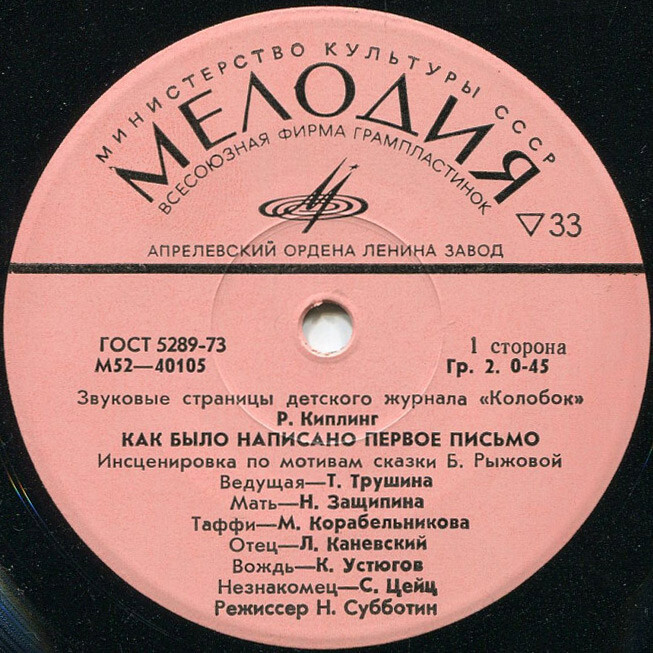 МИНИСТЕРСТВО КУЛЬТУРЫ СССР
МЕЛОДИЯ
ВСЕСОЮЗНАЯ ФИРМА ГРАМПЛАСТИНОК
▽33
АПРЕЛЕВСКИЙ ОРДЕНА ЛЕНИНА ЗАВОД
ГОСТ 5289-73 1 сторона
М52—40105 Гр. 2. 0-45
Звуковые страницы детского журнала «Колобок»
Р. Киплинг
КАК БЫЛО НАПИСАНО ПЕРВОЕ ПИСЬМО
Инсценировка по мотивам сказки Б. Рыжовой
Ведущая—Т. Трушина
Мать—Н. Защипина
Таффи—М. Корабельникова
Отец—Л. Каневский
Вождь—К. Устюгов
Незнакомец—С. Цейц
Режиссер Н. Субботин